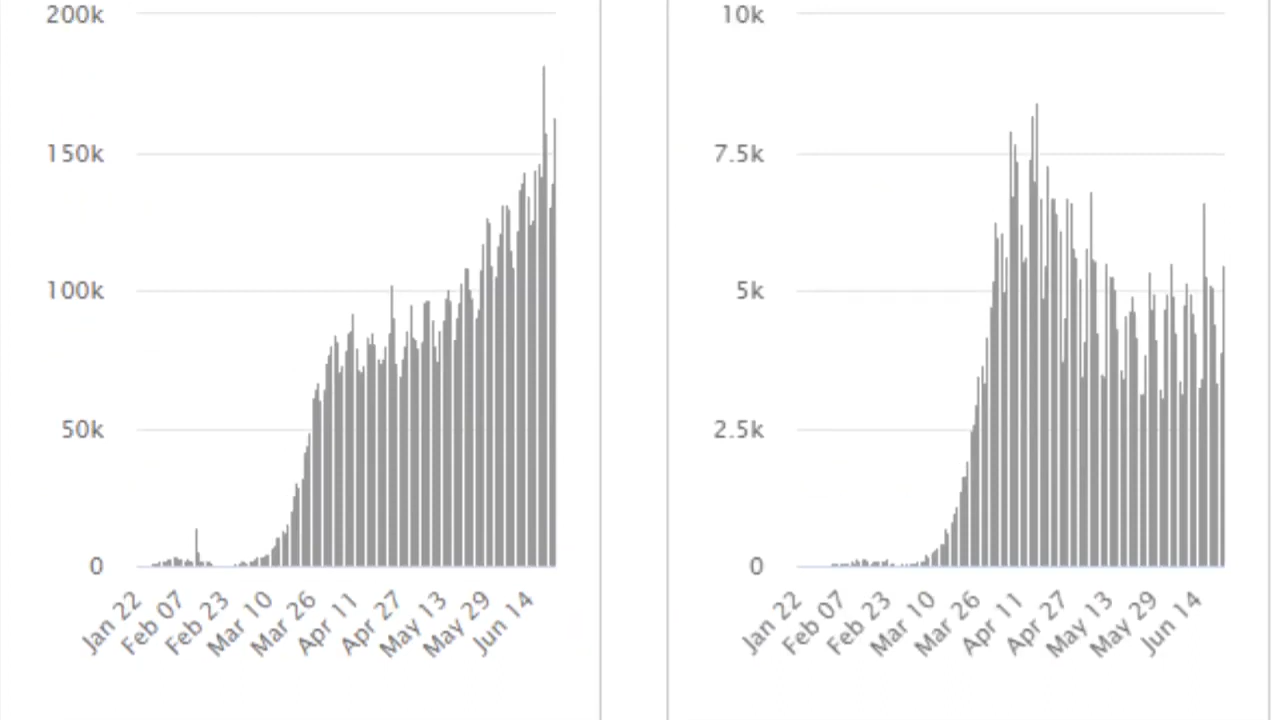 200k
150k
100k
50k
0
Jan 22
Feb 07
Feb 23
Mar 10
Mar 26
Apr 11
Apr 27
May 13
May 29
Jun 14
10k
7.5k
5k
2.5k
0
Jan 22
Feb 07
Feb 23
Mar 10
Mar 26
Apr 11
Apr 27
May 13
May 29
Jun 14